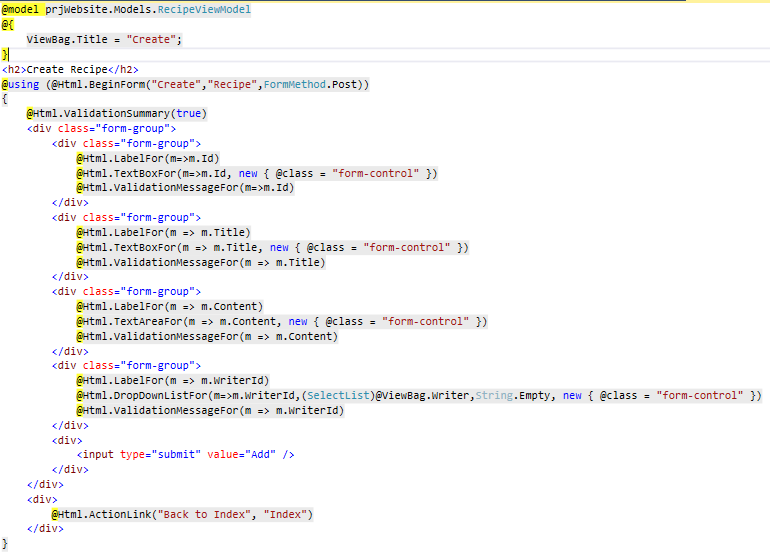 @model prjWebsite.Models.RecipeViewModel
@{
    ViewBag.Title = "Create";
}
<h2>Create Recipe</h2>
@using (@Html.BeginForm("Create","Recipe",FormMethod.Post))
{
    @Html.ValidationSummary(true)
    <div class="form-group">
        <div class="form-group">
            @Html.LabelFor(m=>m.Id)
            @Html.TextBoxFor(m=>m.Id, new { @class = "form-control" })
            @Html.ValidationMessageFor(m=>m.Id)
        </div>
        <div class="form-group">
            @Html.LabelFor(m => m.Title)
            @Html.TextBoxFor(m => m.Title, new { @class = "form-control" })
            @Html.ValidationMessageFor(m => m.Title)
        </div>
        <div class="form-group">
            @Html.LabelFor(m => m.Content)
            @Html.TextAreaFor(m => m.Content, new { @class = "form-control" })
            @Html.ValidationMessageFor(m => m.Content)
        </div>
        <div class="form-group">
            @Html.LabelFor(m => m.WriterId)
            @Html.DropDownListFor(m=>m.WriterId,(SelectList)@ViewBag.Writer,String.Empty, new { @class = "form-control" })
            @Html.ValidationMessageFor(m => m.WriterId)
        </div>
        <div>
            <input type="submit" value="Add" />
        </div>
    </div>
    <div>
        @Html.ActionLink("Back to Index", "Index")
    </div>
}